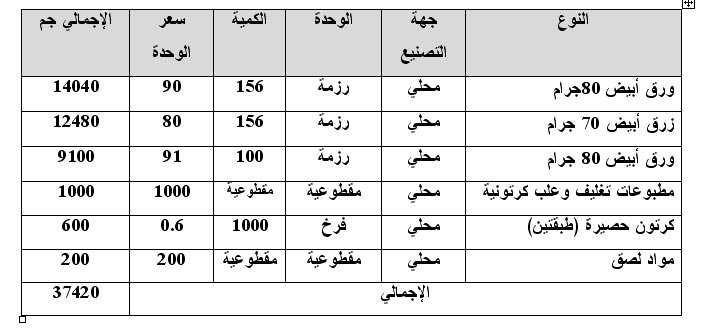 النوع جهة التصنيع الوحدة الكمية سعر الوحدة الإجمالي جم
ورق أبيض 80جرام محلي رزمة 156 90 14040
زرق أبيض 70 جرام محلي رزمة 156 80 12480
ورق أبيض 80 جرام محلي رزمة 100 91 9100
مطبوعات تغليف وعلب كرتونية محلي مقطوعية مقطوعية 1000 1000
كرتون حصيرة (طبقتين) محلي فرخ 1000 0.6 600
مواد لصق محلي مقطوعية مقطوعية 200 200
الإجمالي 37420